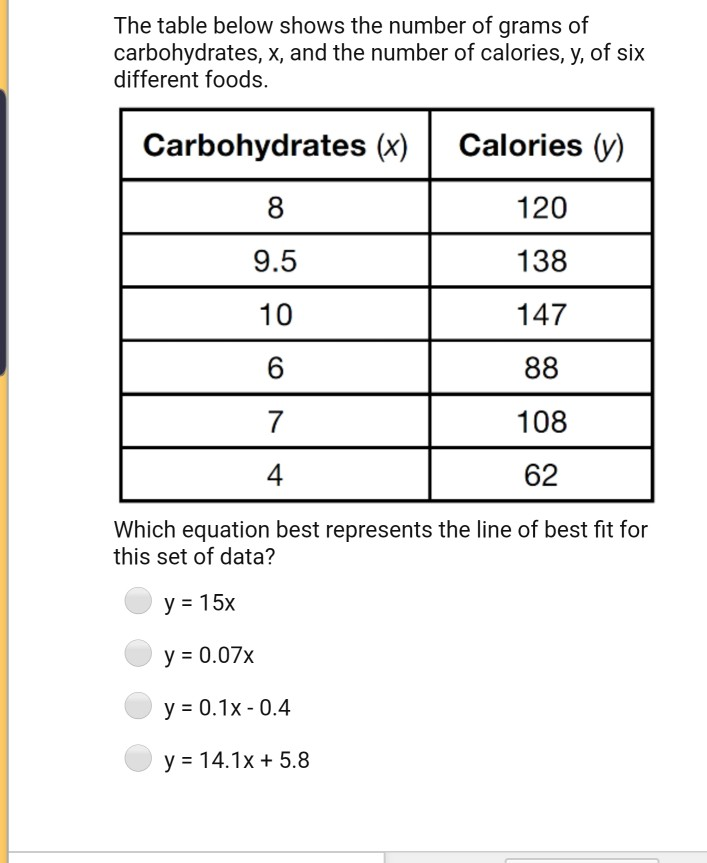 The table below shows the number of grams of
carbohydrates, x, and the number of calories, y, of six
different foods.
Carbohydrates (x) Calories (y)
8 120
9.5 138
10 147
6 88
7 108
4 62
Which equation best represents the line of best fit for
this set of data?
y = 15x
y = 0.07x
y = 0.1x - 0.4
y = 14.1x + 5.8